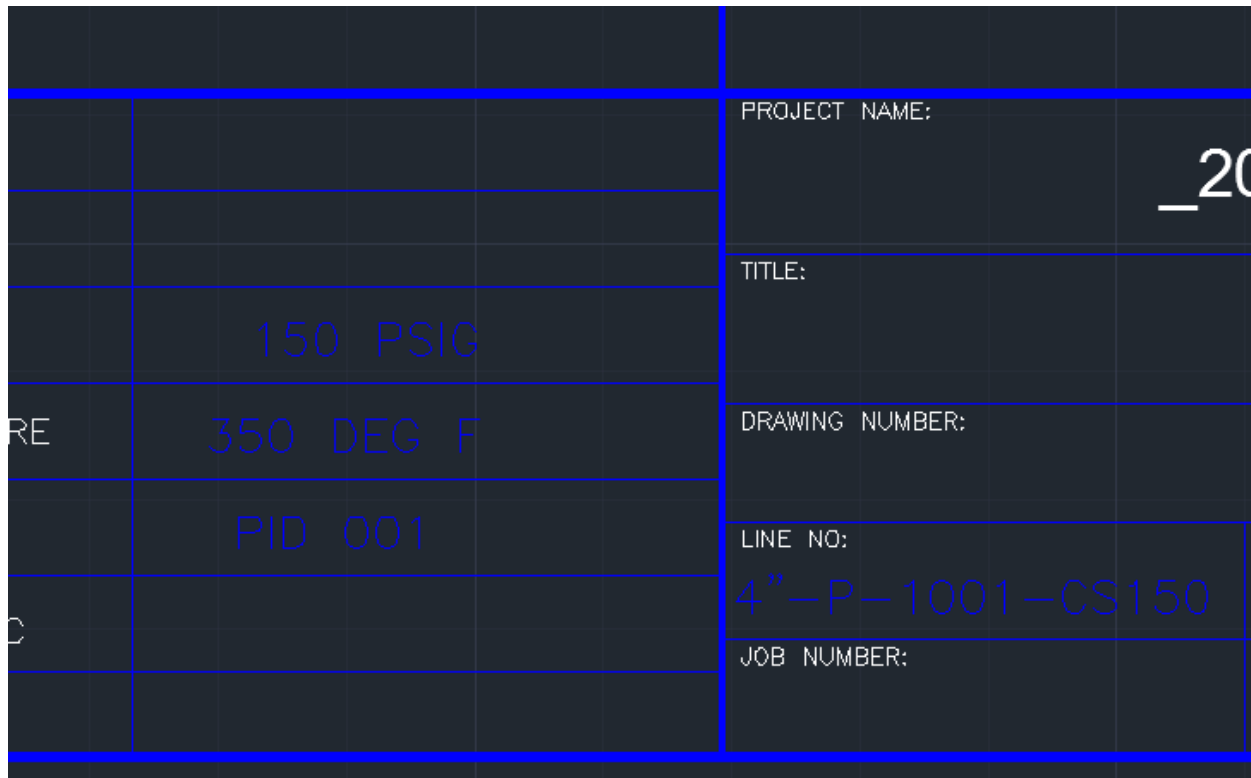 PROJECT NAME:
_20
TITLE:
150 PSIG
350 DEG F
RE
DRAWING NUMBER:
PID 001
LINE NO:
4"-P-1001-CS150
C
JOB NUMBER: